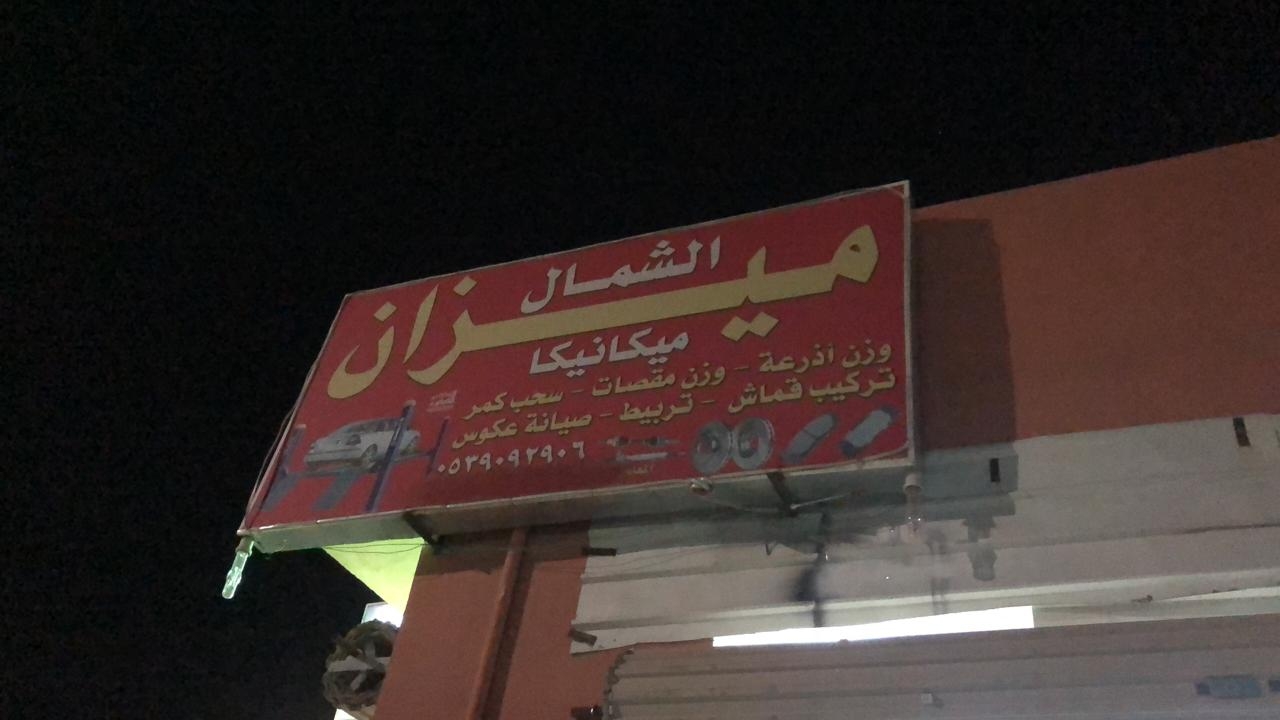 ميزان
الشمال
ميكانيكا
وزن أذرعة - وزن مقصات - سحب كمر
تركيب قماش - تربيط - صيانة عكوس
٠٥٣٩٠٩٢٩٠٦